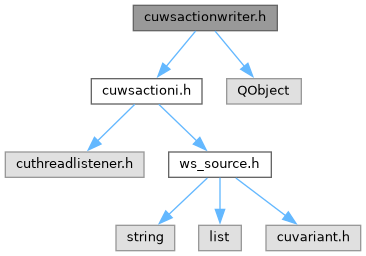 cuwsactionwriter.h
cuwsactioni.h
QObject
cuthreadlistener.h
ws_source.h
string
list
cuvariant.h